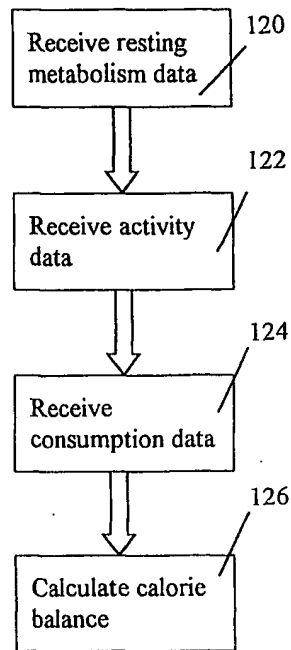 Receive resting
metabolism data
120
Receive activity
data
122
Receive
consumption data
124
Calculate calorie
balance
126